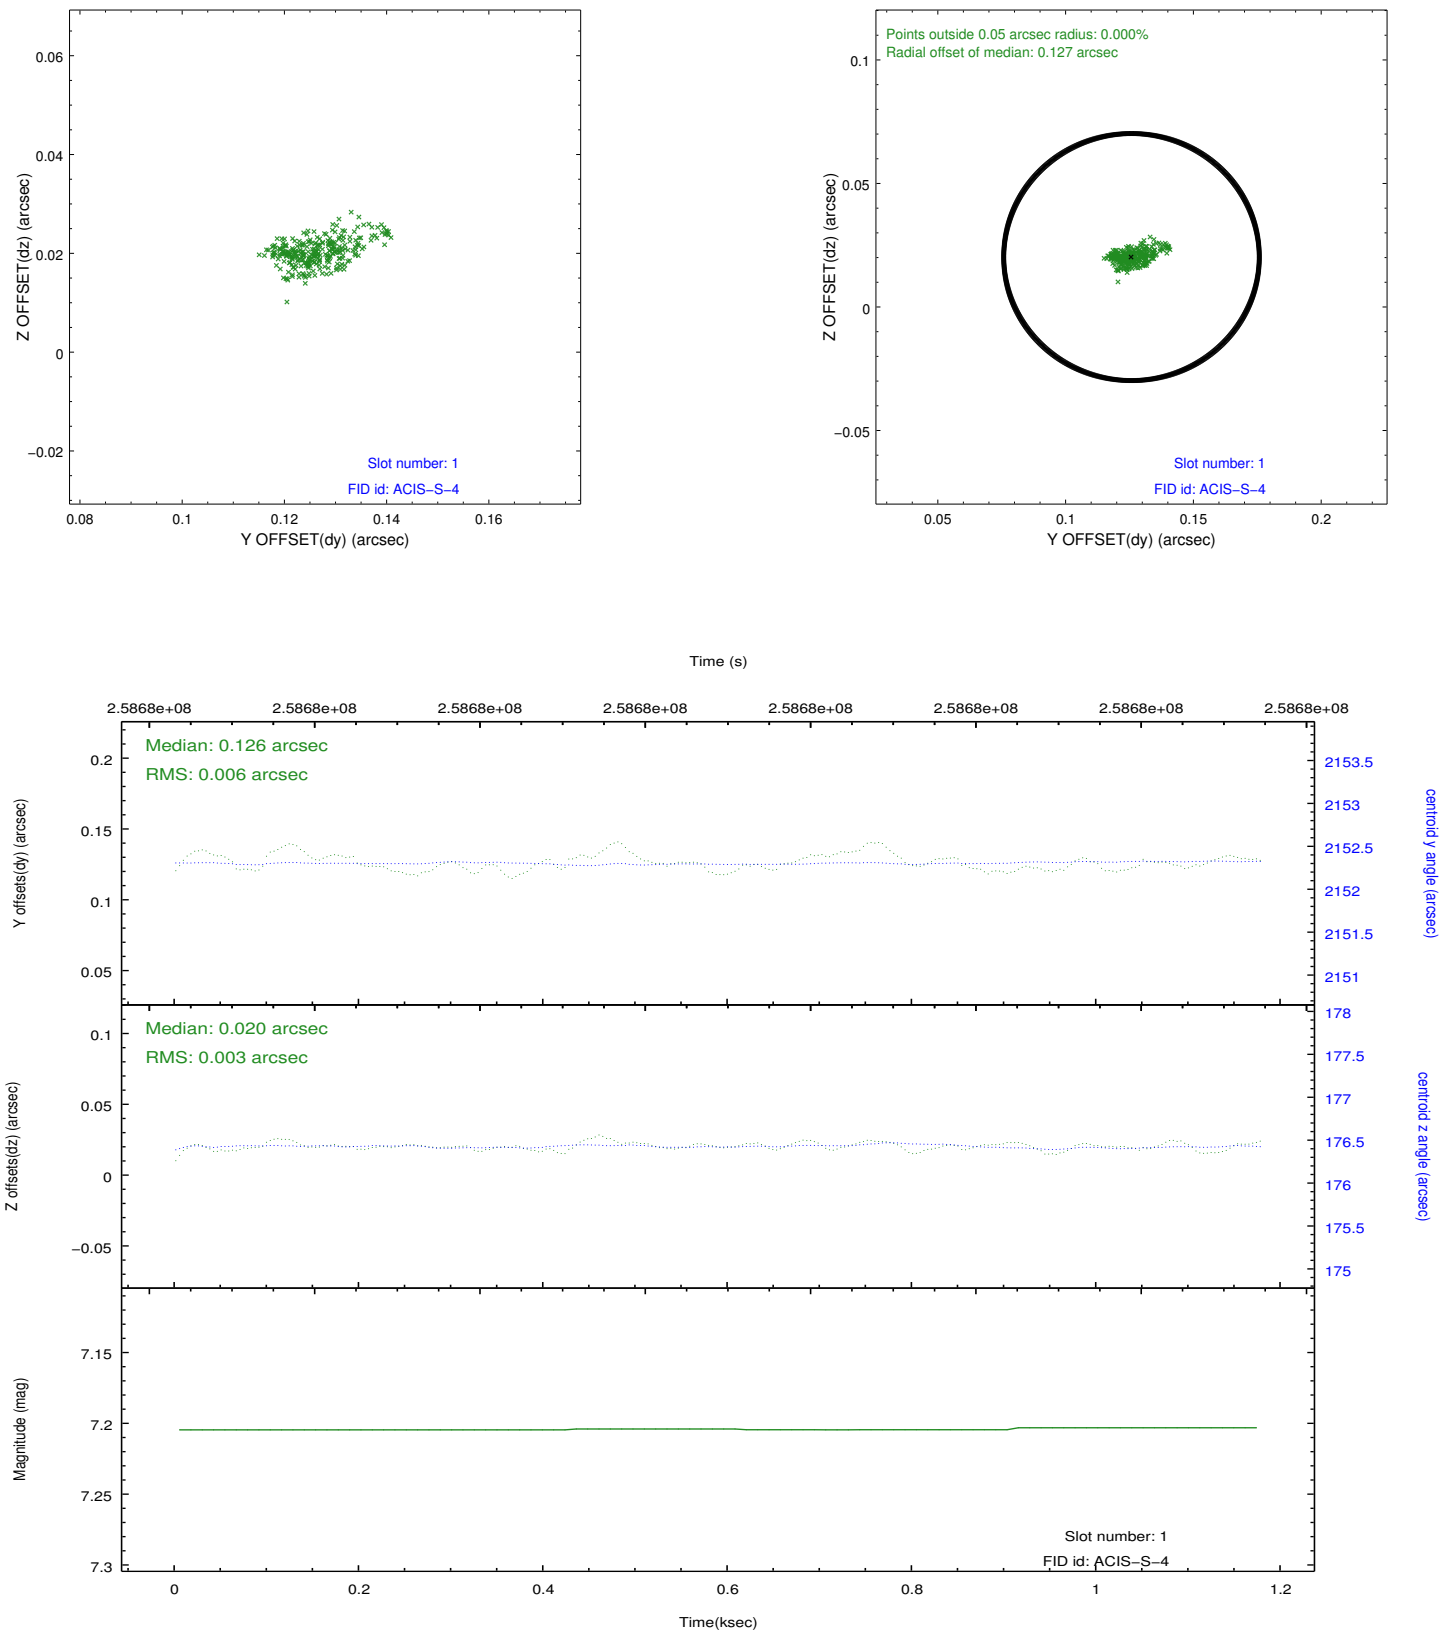 0.06
0.04
0.02
0
−0.02
Z OFFSET(dz) (arcsec)
Slot number: 1
FID id: ACIS−S−4
0.08 0.1 0.12 0.14 0.16
Y OFFSET(dy) (arcsec)
Points outside 0.05 arcsec radius: 0.000%
Radial offset of median: 0.127 arcsec
0.1
0.05
0
−0.05
Z OFFSET(dz) (arcsec)
Slot number: 1
FID id: ACIS−S−4
0.05 0.1 0.15 0.2
Y OFFSET(dy) (arcsec)
Time (s)
2.5868e+08 2.5868e+08 2.5868e+08 2.5868e+08 2.5868e+08 2.5868e+08 2.5868e+08 2.5868e+08
Median: 0.126 arcsec
RMS: 0.006 arcsec
0.2
0.15
0.1
0.05
Y offsets(dy) (arcsec)
2153.5
2153
2152.5
2152
2151.5
2151
centroid y angle (arcsec)
Median: 0.020 arcsec
RMS: 0.003 arcsec
0.1
0.05
0
−0.05
Z offsets(dz) (arcsec)
178
177.5
177
176.5
176
175.5
175
centroid z angle (arcsec)
7.15
7.2
7.25
7.3
Magnitude (mag)
Slot number: 1
FID id: ACIS−S−4
0 0.2 0.4 0.6 0.8 1 1.2
Time(ksec)